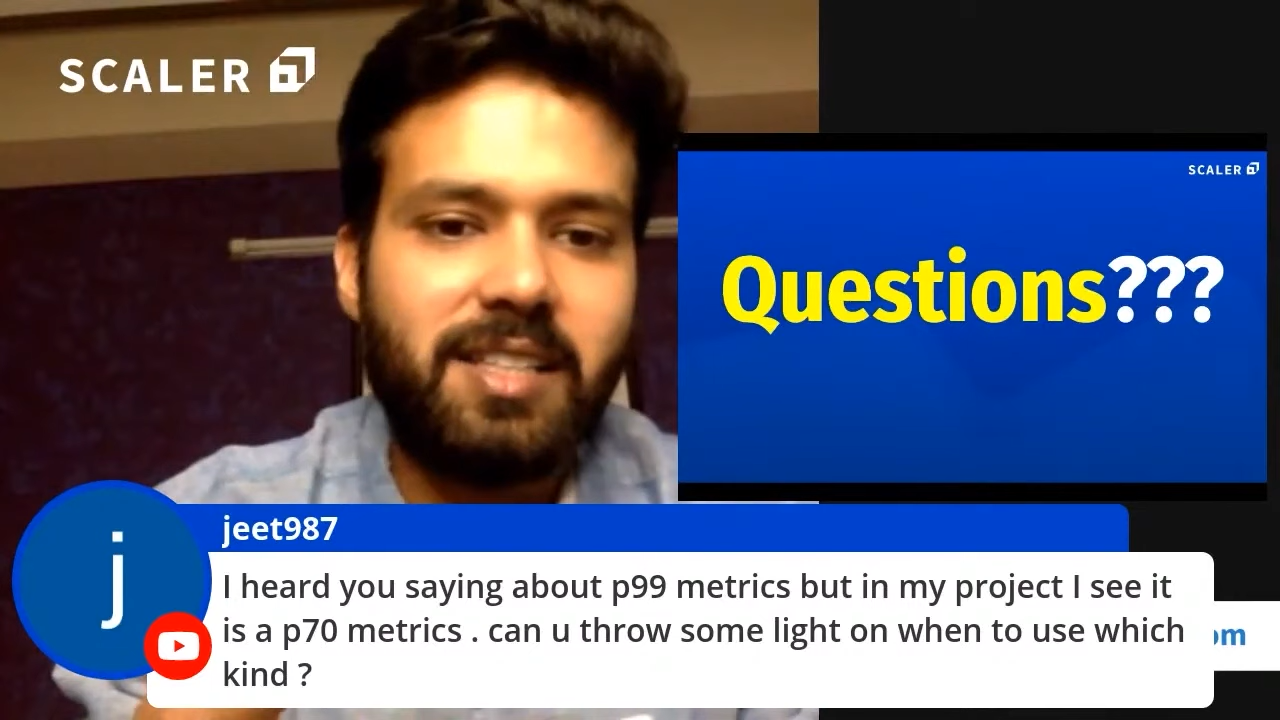 SCALER
SCALER
Questions???
j
jeet987
I heard you saying about p99 metrics but in my project I see it
is a p70 metrics . can u throw some light on when to use which
kind ?
om